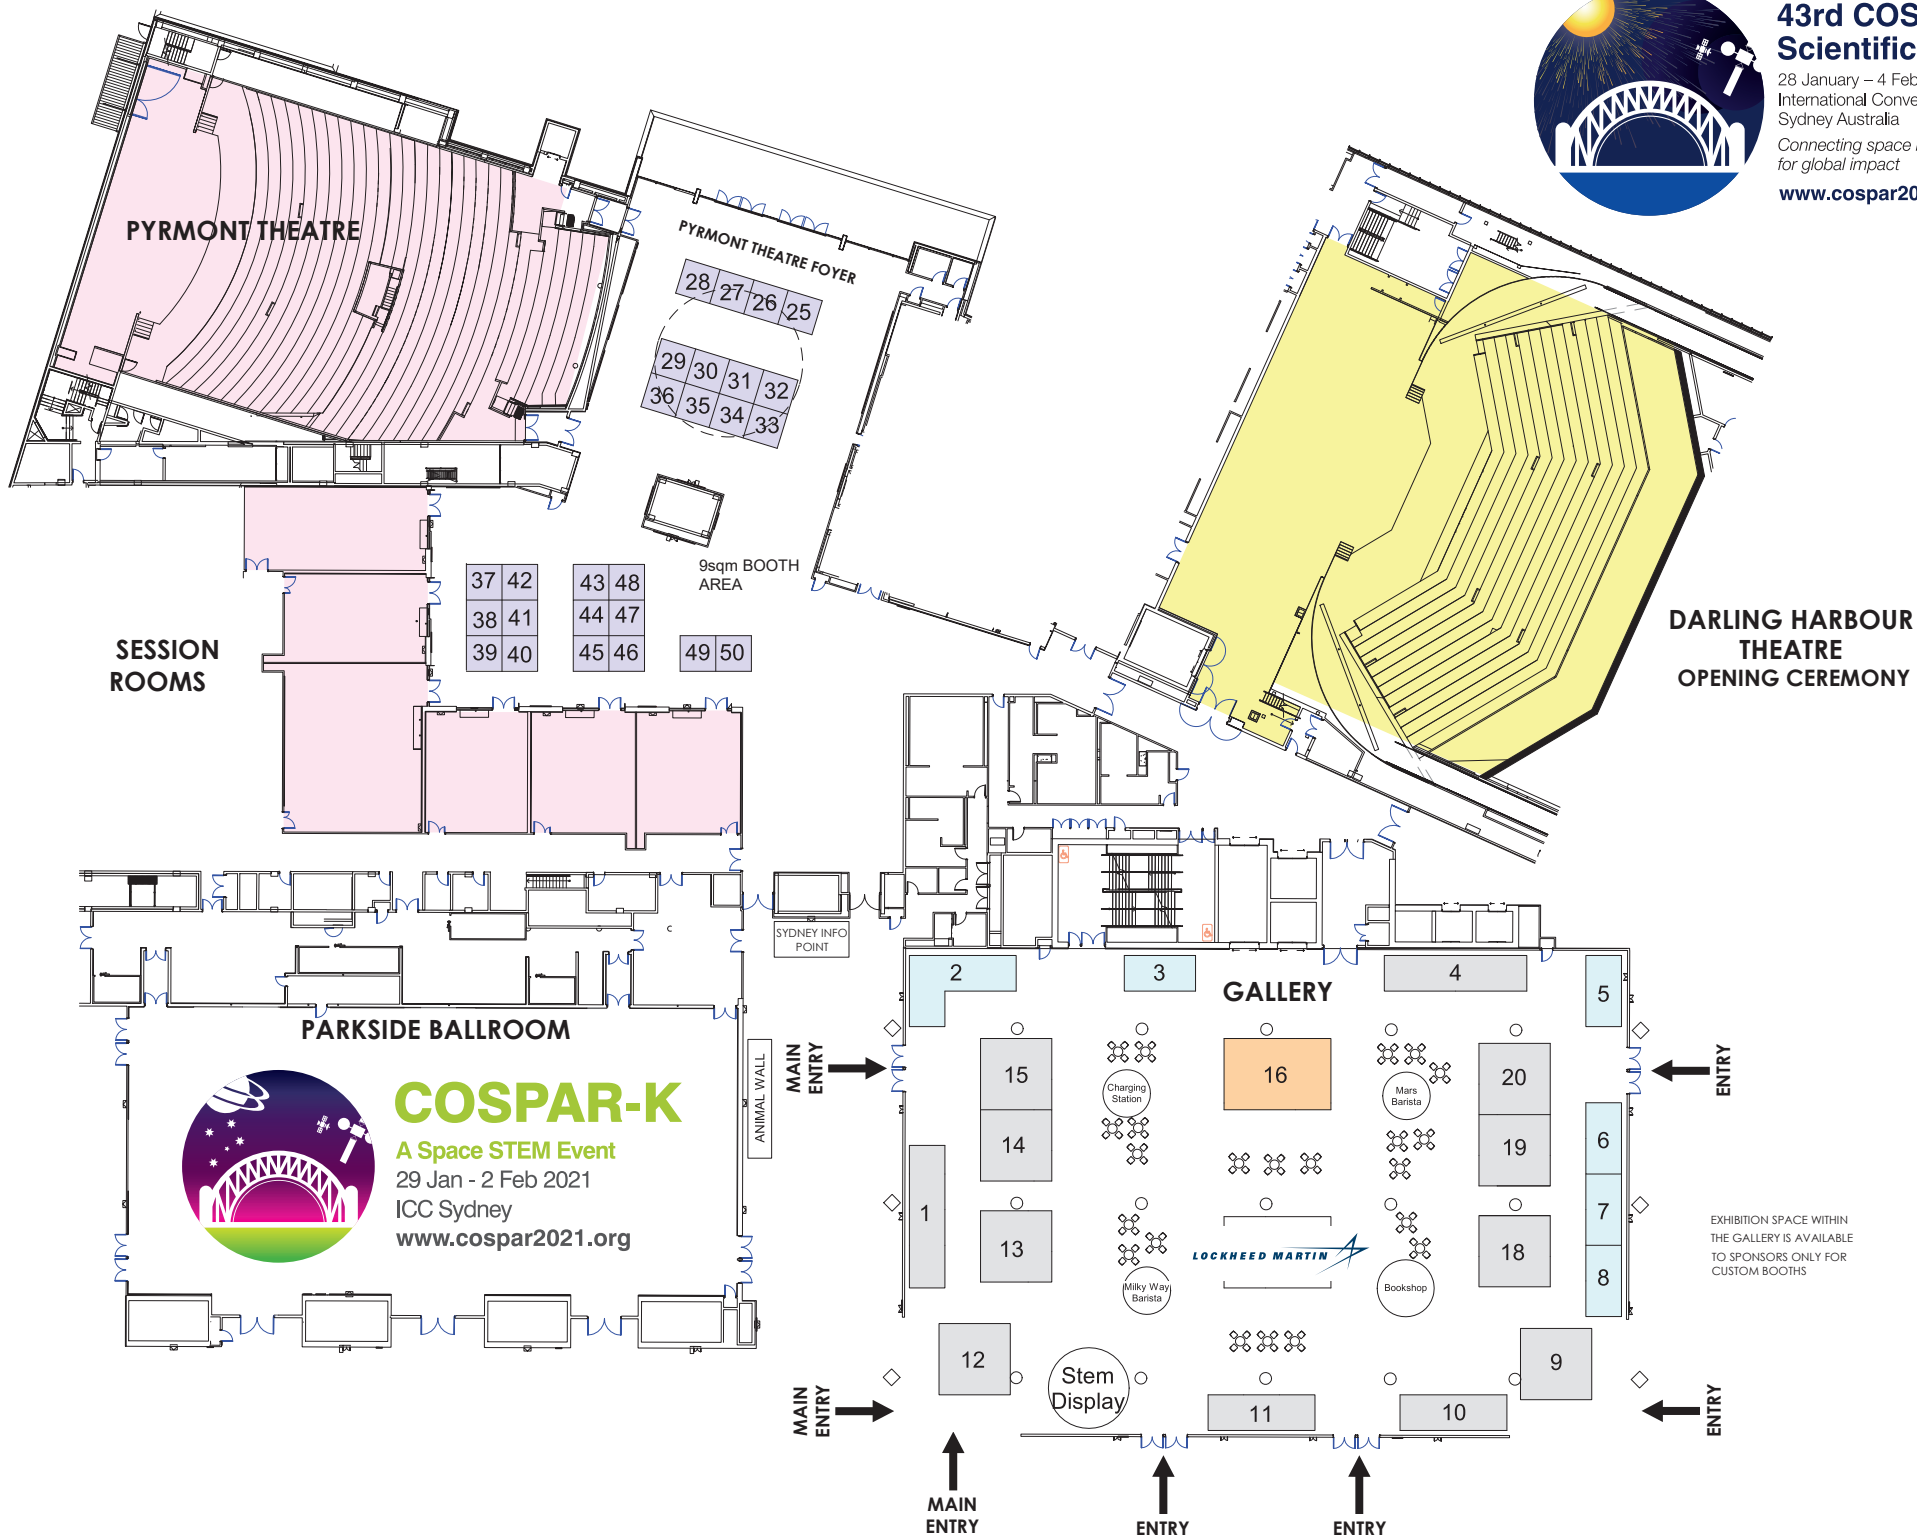 43rd COS
Scientific
28 January – 4 Feb
International Conve
Sydney Australia
Connecting space
for global impact
www.cospar20
PYRMONT THEATRE
PYRMONT THEATRE FOYER
28 27 26 25
29 30 31 32
36 35 34 33
9sqm BOOTH
AREA
37 42
38 41
39 40
43 48
44 47
45 46
49 50
SESSION
ROOMS
DARLING HARBOUR
THEATRE
OPENING CEREMONY
SYDNEY INFO
POINT
PARKSIDE BALLROOM
COSPAR-K
A Space STEM Event
29 Jan - 2 Feb 2021
ICC Sydney
www.cospar2021.org
ANIMAL WALL
MAIN
ENTRY
2
3
GALLERY
4
5
15
Charging
Station
16
Mars
Barista
20
ENTRY
14
19
6
1
13
Milky Way
Barista
LOCKHEED MARTIN
Bookshop
18
7
8
EXHIBITION SPACE WITHIN
THE GALLERY IS AVAILABLE
TO SPONSORS ONLY FOR
CUSTOM BOOTHS
12
Stem
Display
11
10
9
MAIN
ENTRY
ENTRY
MAIN
ENTRY
ENTRY
ENTRY